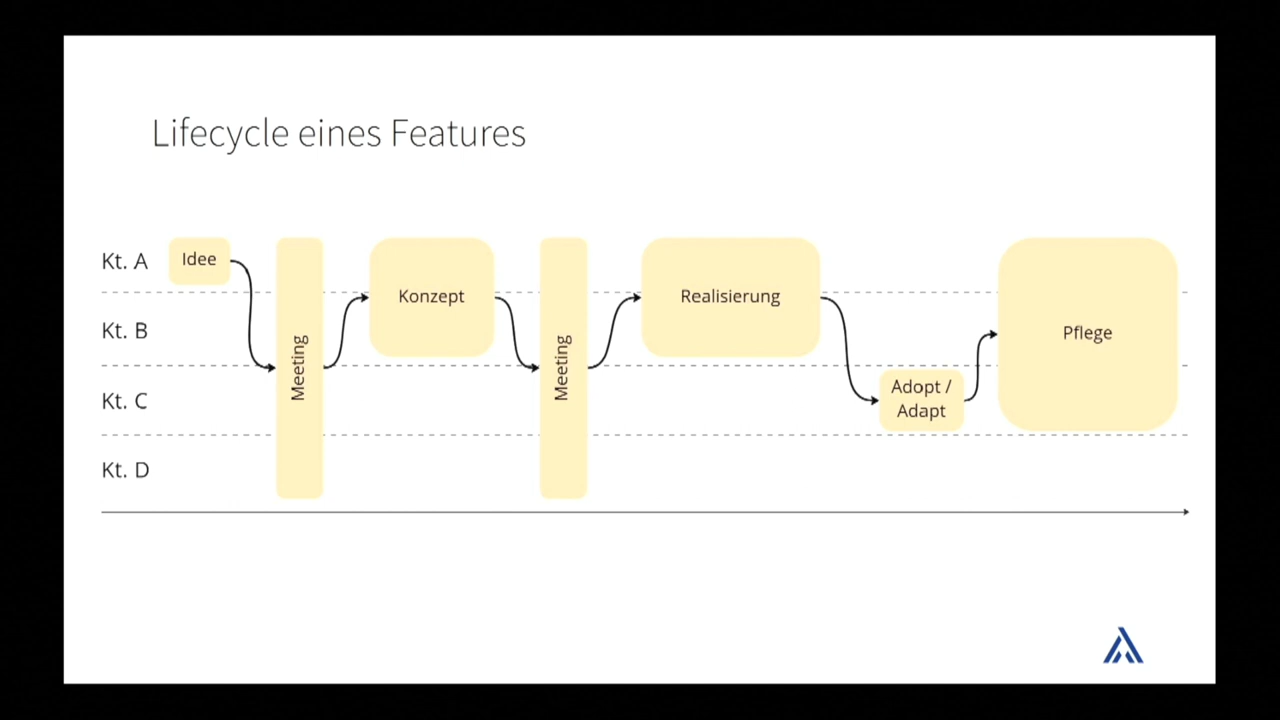 Lifecycle eines Features
Kt. A
Idee
Kt. B
Kt. C
Kt. D
Meeting
Konzept
Meeting
Realisierung
Adopt /
Adapt
Pflege